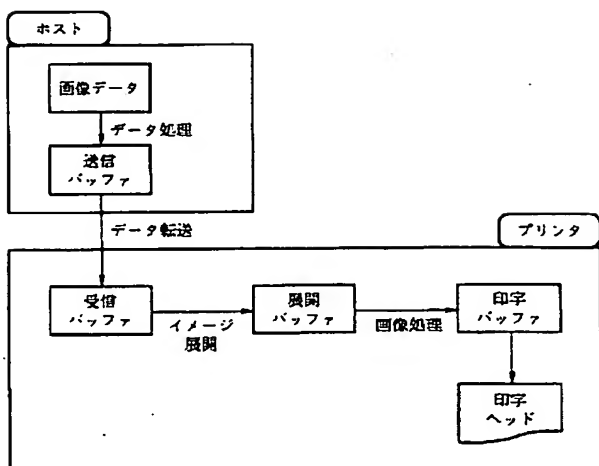 ホスト
画像データ
データ処理
送信
バッファ
データ転送
プリンタ
受信
バッファ
イメージ
展開
展開
バッファ
画像処理
印字
バッファ
印字
ヘッド